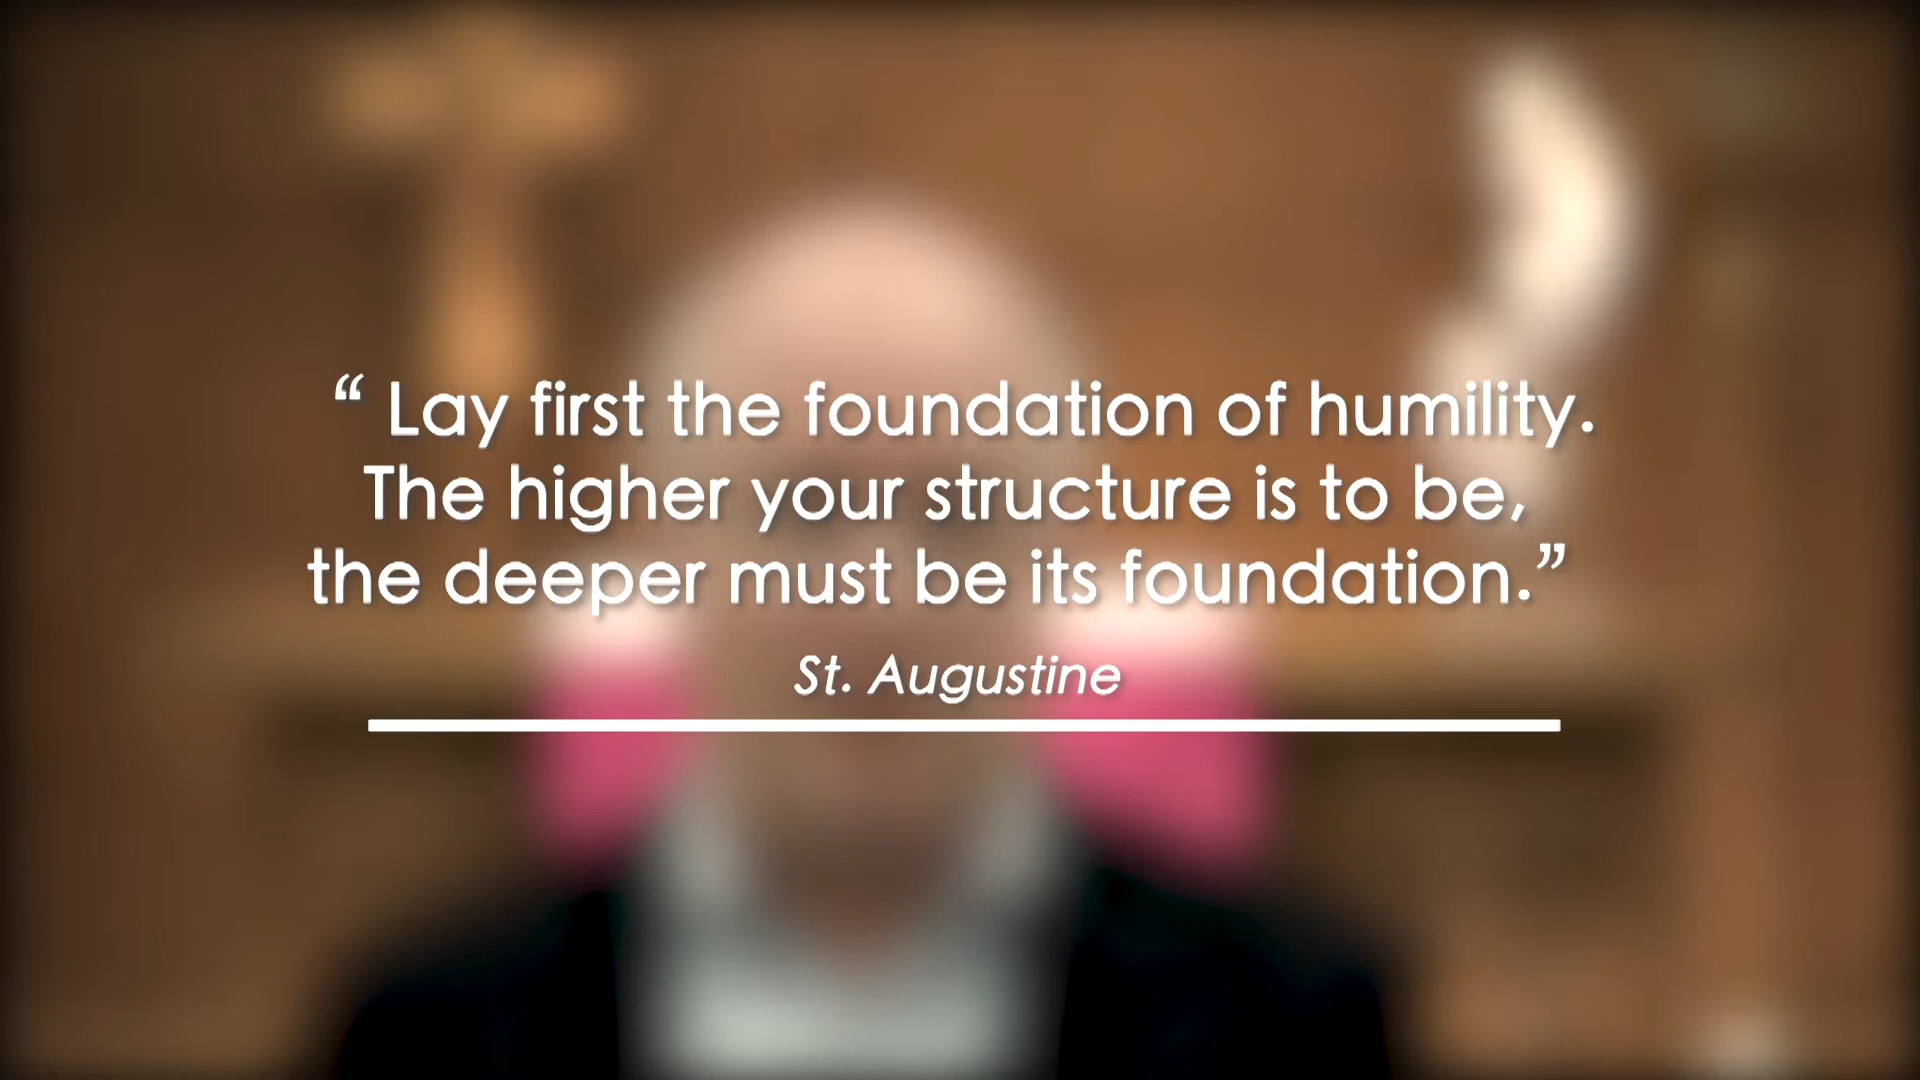 “ Lay first the foundation of humility.
The higher your structure is to be,
the deeper must be its foundation.”
St. Augustine